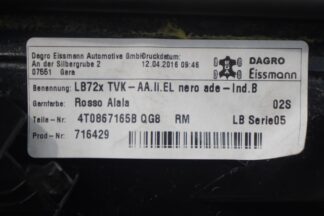 Dagro Eissmann Automotive GmbH Druckdatum:
An der Silbergrube 2 12.04.2016 09:46
07551 Gera
DAGRO
Eissmann
Benennung: LB72x TVK-AA.li.EL nero ade-Ind.B
Garnfarbe: Rosso Alala 02S
Teile-Nr: 4T0867165B QGB RM LB Serie05
Prod-Nr: 716429